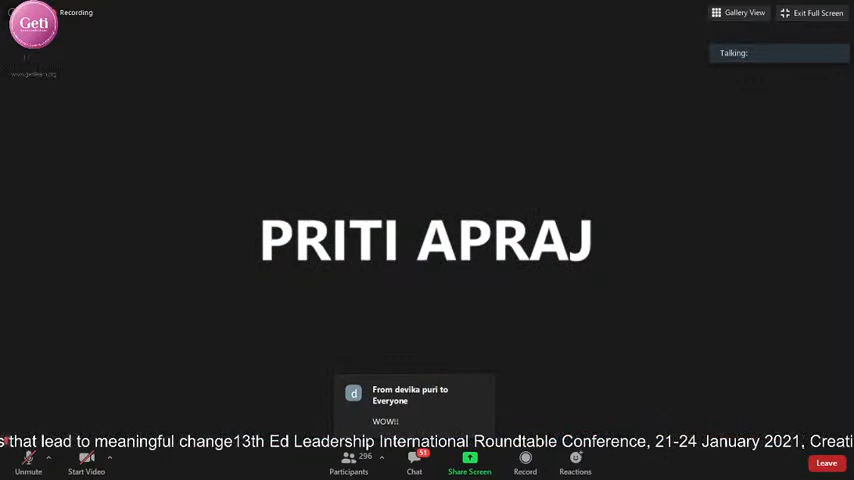 Geti
Recording
Gallery View
Exit Full Screen
Talking:
PRITI APRAJ
d
From devika puri to
Everyone
WOW!!
s that lead to meaningful change13th Ed Leadership International Roundtable Conference, 21-24 January 2021, Creati
Unmute
Start Video
296
Participants
51
Chat
Share Screen
Record
Reactions
Leave